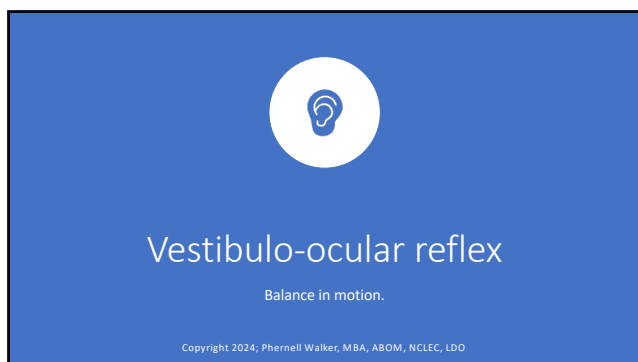 Vestibulo-ocular reflex
Balance in motion.
Copyright 2024; Phernell Walker, MBA, ABOM, NCLEC, LDO